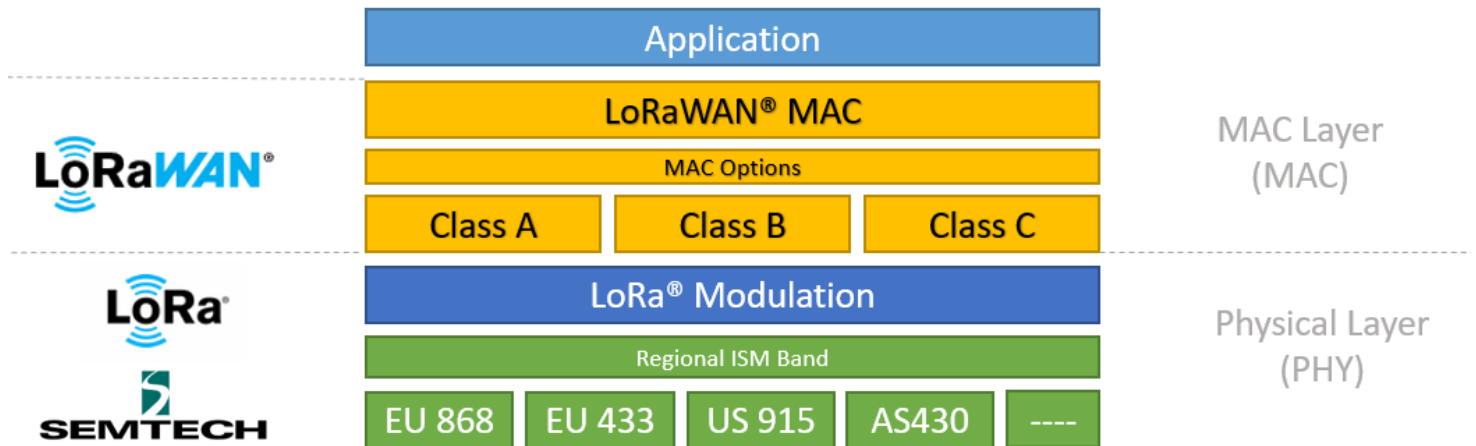 Application
LoRaWAN® MAC
MAC Options
Class A Class B Class C
LoRaWAN®
MAC Layer
(MAC)
LoRa® Modulation
Regional ISM Band
EU 868 EU 433 US 915 AS430 ----
LoRa®
SEMTECH
Physical Layer
(PHY)